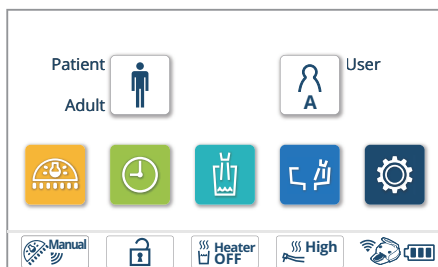 Patient
User
Adult
A
Manual
Heater
OFF
High